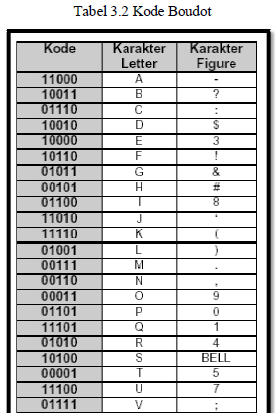 Tabel 3.2 Kode Boudot
Kode Karakter Letter Karakter Figure
11000 A -
10011 B ?
01110 C :
10010 D $
10000 E 3
10110 F !
01011 G &
00101 H #
01100 I 8
11010 J '
11110 K (
01001 L )
00111 M .
00110 N ,
00011 O 9
01101 P 0
11101 Q 1
01010 R 4
10100 S BELL
00001 T 5
11100 U 7
01111 V ;